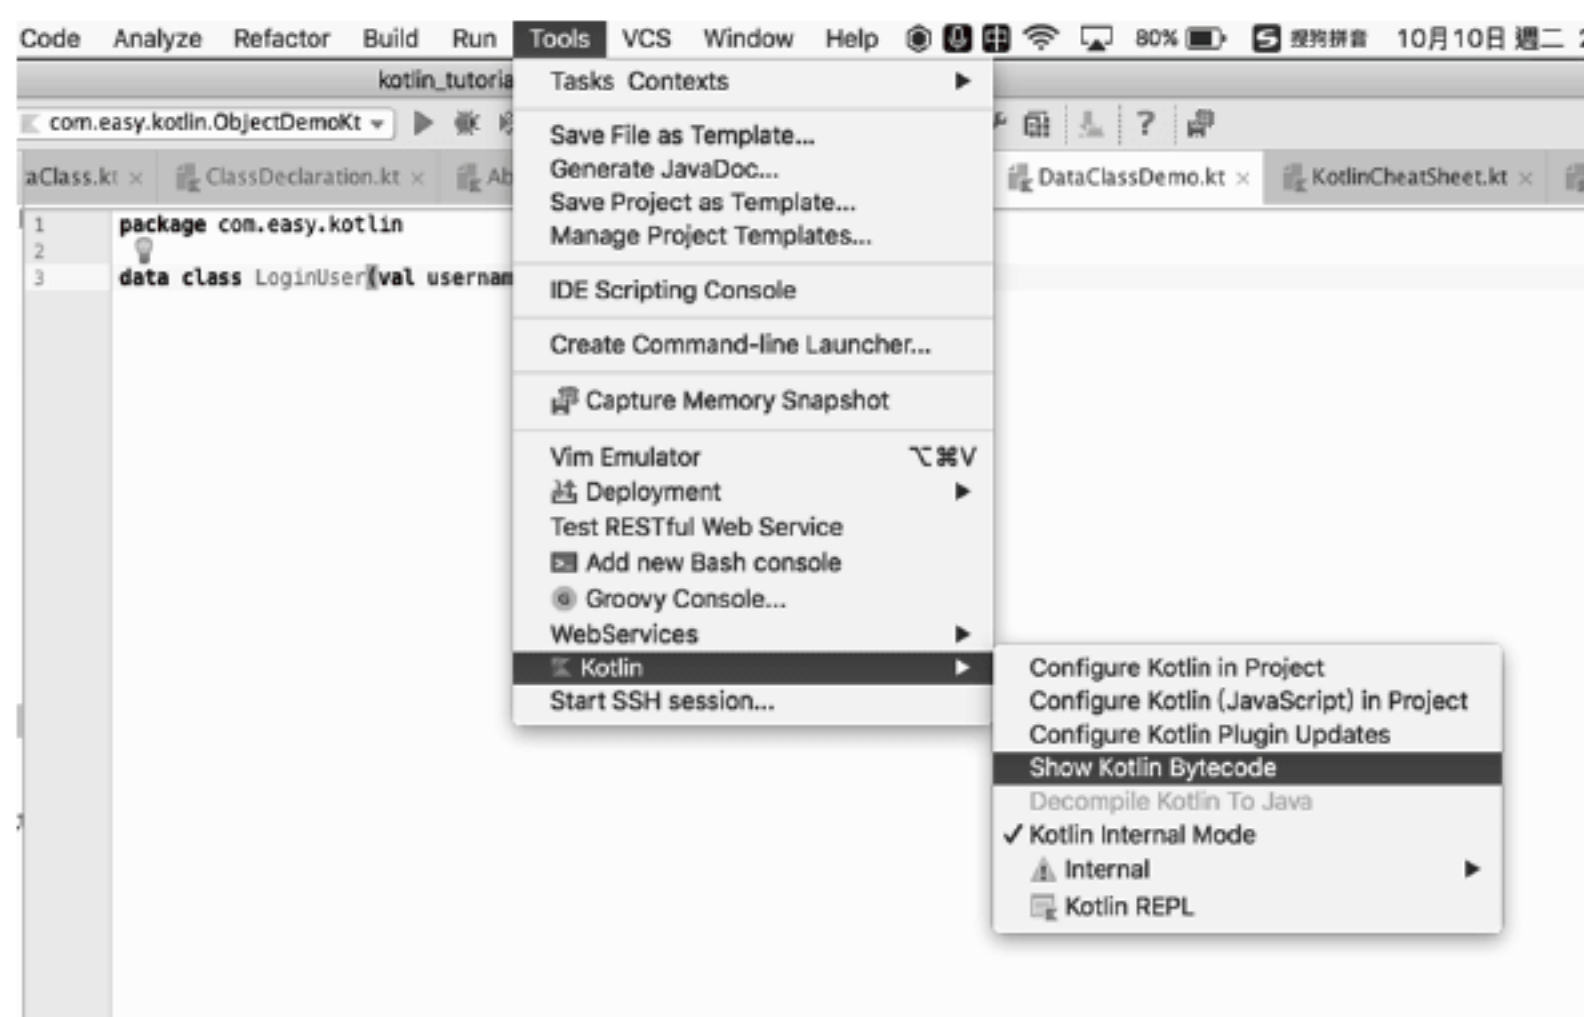 Code Analyze Refactor Build Run Tools VCS Window Help 80% 搜狗拼音 10月10日 週二
kotlin_tutoria
com.easy.kotlin.ObjectDemoKt
aClass.kt ClassDeclaration.kt Ab DataClassDemo.kt KotlinCheatSheet.kt
1 package com.easy.kotlin
2
3 data class LoginUser(val usernam
Tasks Contexts
Save File as Template...
Generate JavaDoc...
Save Project as Template...
Manage Project Templates...
IDE Scripting Console
Create Command-line Launcher...
Capture Memory Snapshot
Vim Emulator ⌥⌘V
Deployment
Test RESTful Web Service
Add new Bash console
Groovy Console...
WebServices
Kotlin
Start SSH session...
Configure Kotlin in Project
Configure Kotlin (JavaScript) in Project
Configure Kotlin Plugin Updates
Show Kotlin Bytecode
Decompile Kotlin To Java
✓ Kotlin Internal Mode
Internal
Kotlin REPL